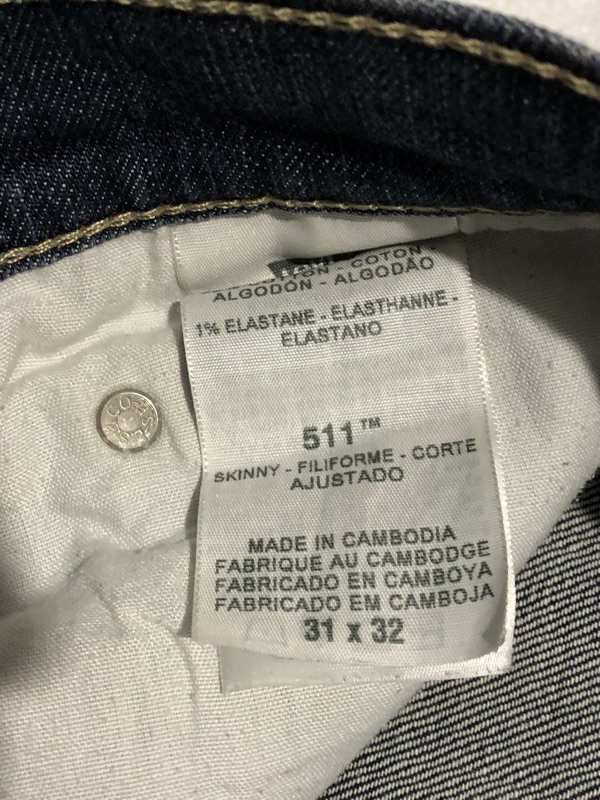 COTON -
ALGODÓN - ALGODÃO
1% ELASTANE - ELASTHANNE -
ELASTANO
511™
SKINNY - FILIFORME - CORTE
AJUSTADO
MADE IN CAMBODIA
FABRIQUE AU CAMBODGE
FABRICADO EN CAMBOYA
FABRICADO EM CAMBOJA
31 x 32